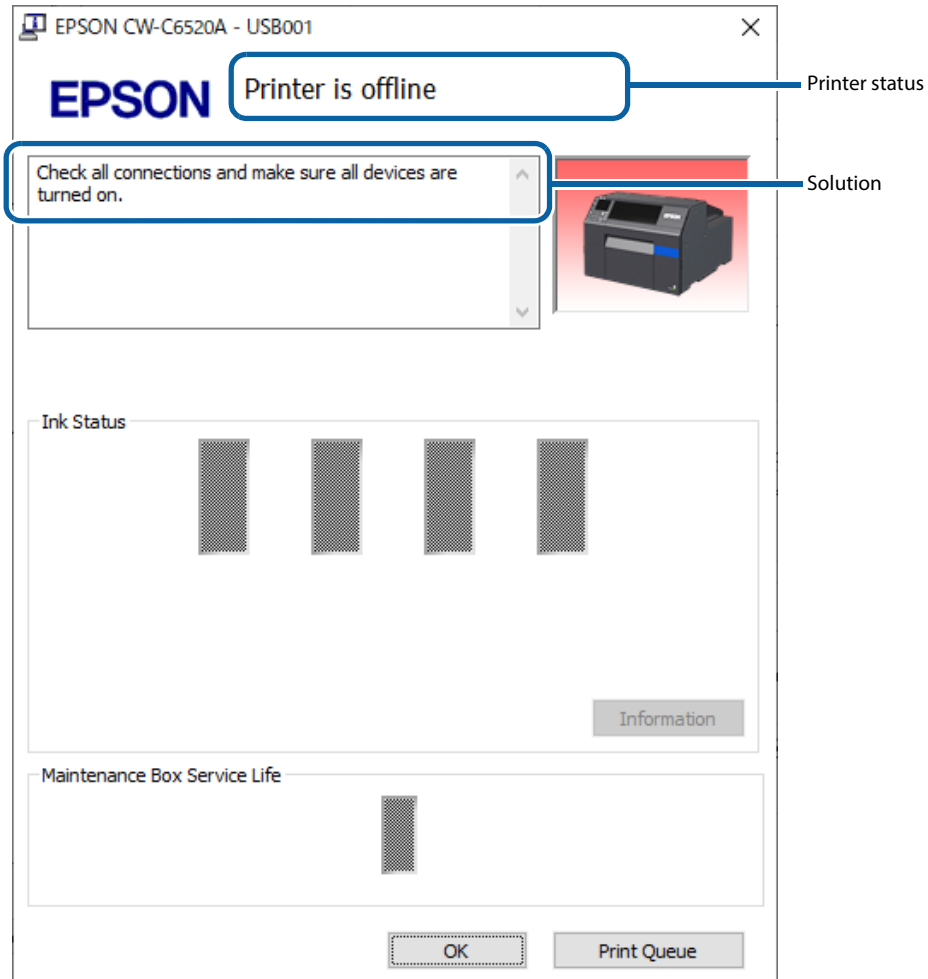 EPSON CW-C6520A - USB001
EPSON
Printer is offline
Printer status
Check all connections and make sure all devices are
turned on.
Solution
Ink Status
Information
Maintenance Box Service Life
OK
Print Queue